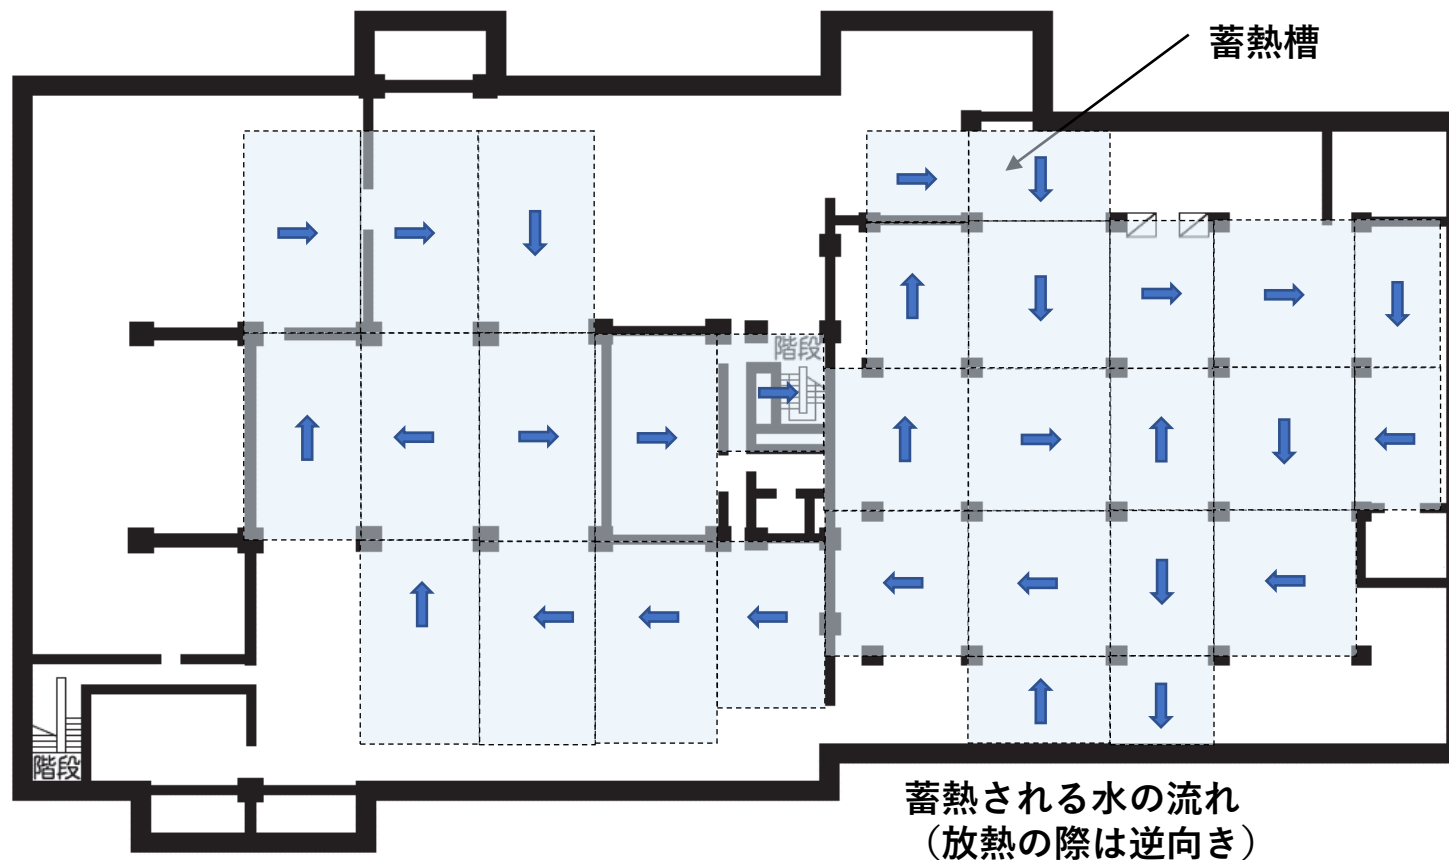 蓄熱槽
階段
階段
蓄熱される水の流れ
（放熱の際は逆向き）